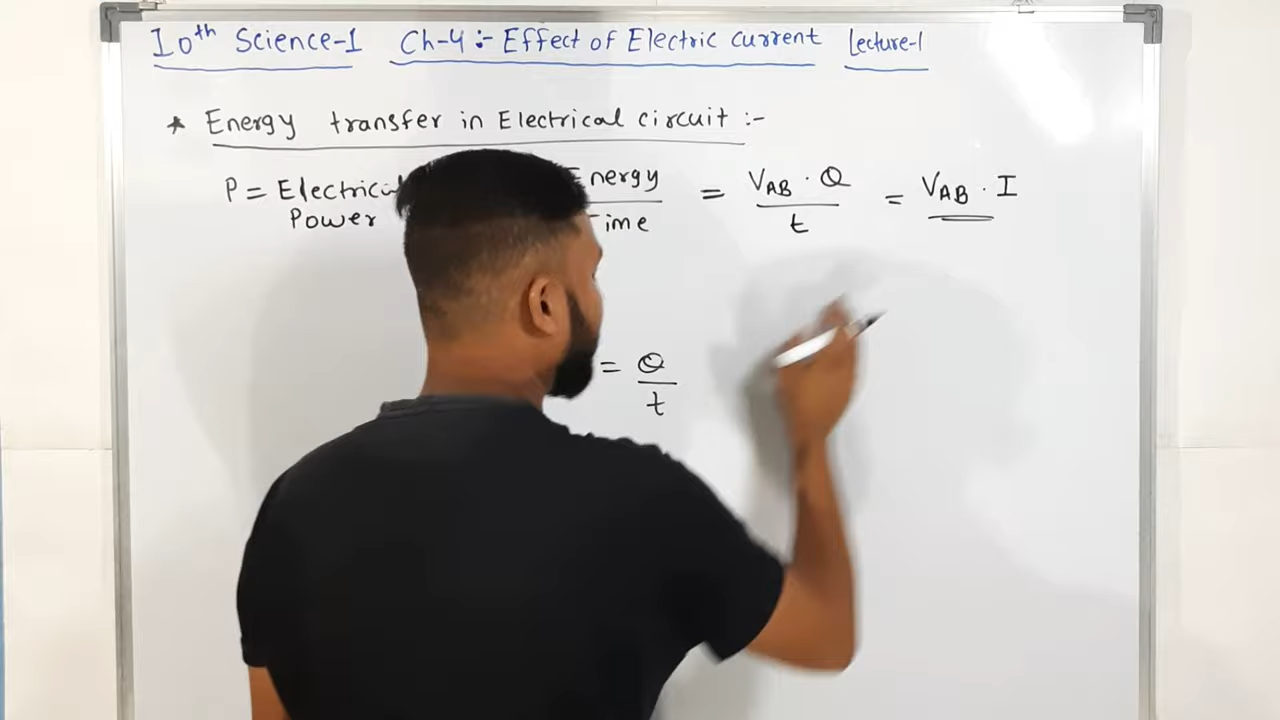 10th Science-1 Ch-4 :- Effect of Electric current Lecture-1
* Energy transfer in Electrical circuit :-
P = Electrical Power = Energy / Time = V_AB · Q / t = V_AB · I
= Q / t